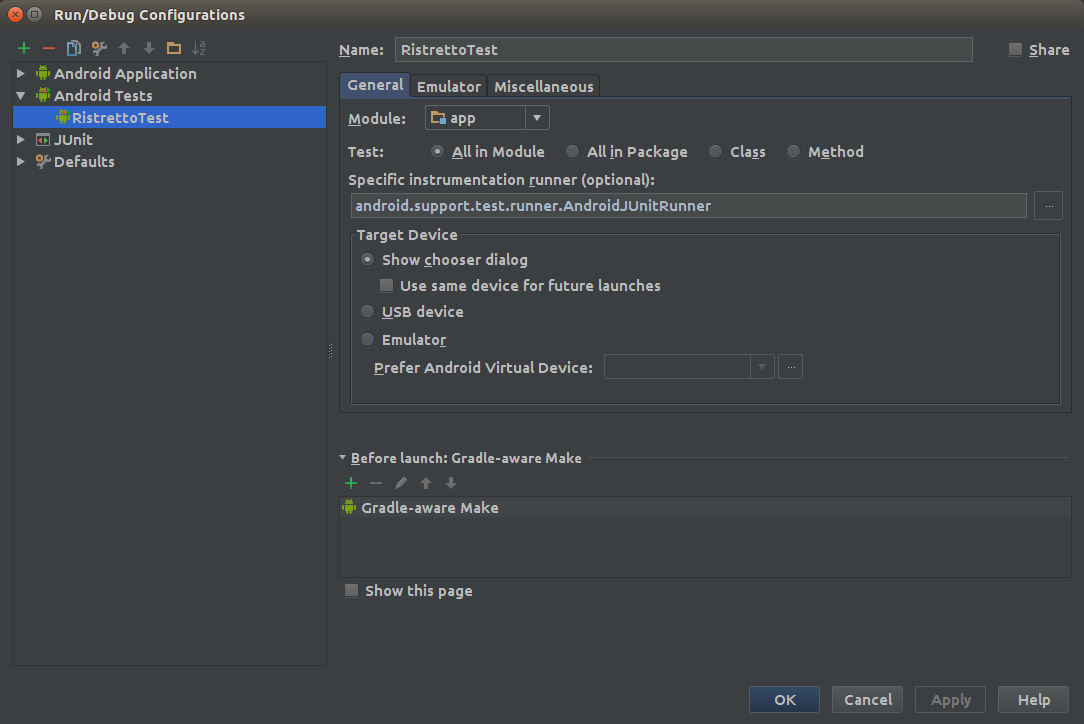 Run/Debug Configurations
Name: RistrettoTest Share
Android Application
Android Tests
RistrettoTest
JUnit
Defaults
General Emulator Miscellaneous
Module: app
Test: All in Module All in Package Class Method
Specific instrumentation runner (optional):
android.support.test.runner.AndroidJUnitRunner ...
Target Device
Show chooser dialog
Use same device for future launches
USB device
Emulator
Prefer Android Virtual Device: ...
Before launch: Gradle-aware Make
Gradle-aware Make
Show this page
OK Cancel Apply Help